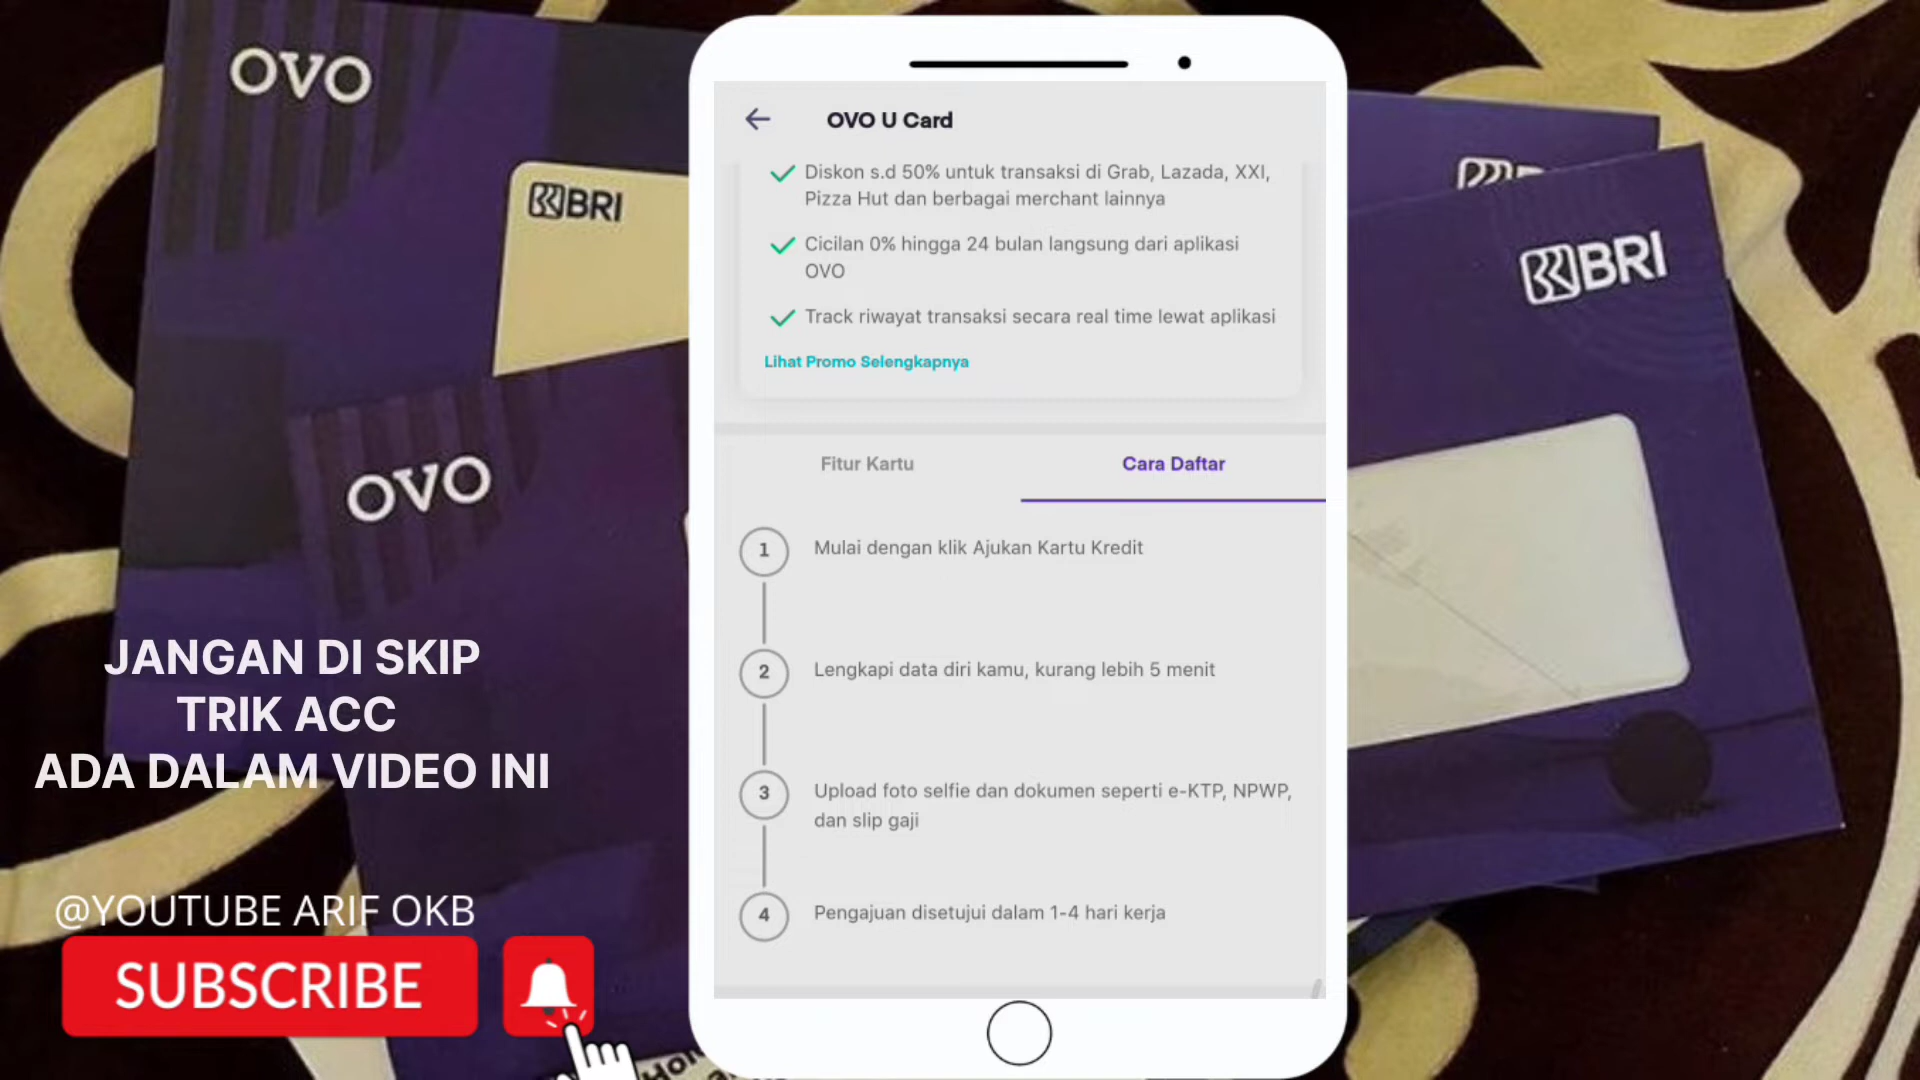 OVO
BRI
OVO
BRI
OVO U Card
Diskon s.d 50% untuk transaksi di Grab, Lazada, XXI,
Pizza Hut dan berbagai merchant lainnya
Cicilan 0% hingga 24 bulan langsung dari aplikasi
OVO
Track riwayat transaksi secara real time lewat aplikasi
Lihat Promo Selengkapnya
Fitur Kartu
Cara Daftar
1
Mulai dengan klik Ajukan Kartu Kredit
2
Lengkapi data diri kamu, kurang lebih 5 menit
3
Upload foto selfie dan dokumen seperti e-KTP, NPWP,
dan slip gaji
4
Pengajuan disetujui dalam 1-4 hari kerja
JANGAN DI SKIP
TRIK ACC
ADA DALAM VIDEO INI
@YOUTUBE ARIF OKB
SUBSCRIBE